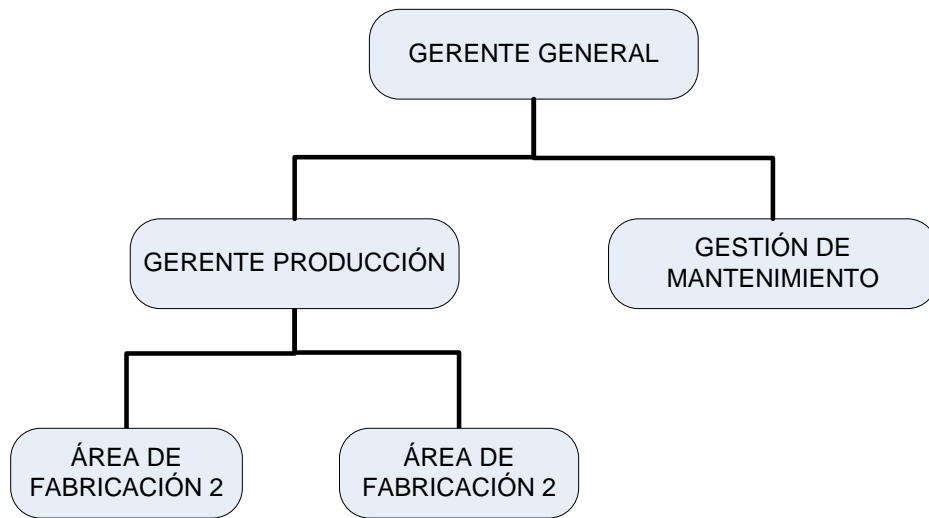 GERENTE GENERAL
GERENTE PRODUCCIÓN
GESTIÓN DE
MANTENIMIENTO
ÁREA DE
FABRICACIÓN 2
ÁREA DE
FABRICACIÓN 2